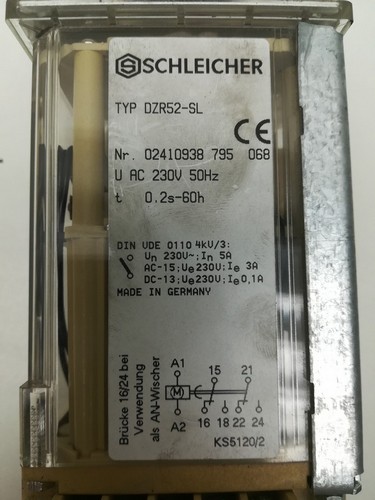 SCHLEICHER
TYP DZR52-SL
CE
Nr. 02410938 795 068
U AC 230V 50Hz
t 0.2s-60h
DIN VDE 0110 4kV/3:
Un 230V~;In 5A
AC-15;Ue230V;Ie 3A
DC-13;Ue230V;Ie0,1A
MADE IN GERMANY
Brücke 16/24 bei
Verwendung
als AN-Wischer
A1 15 21
M
A2 16 18 22 24
KS5120/2